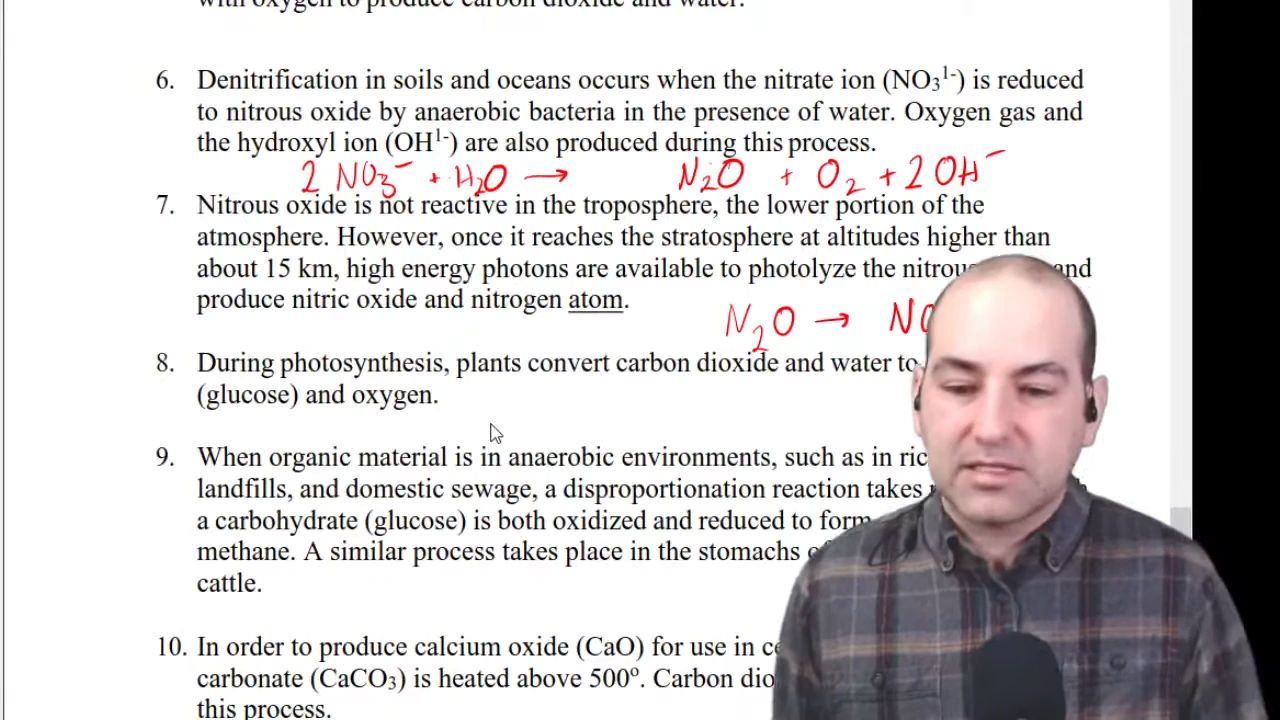 with oxygen to produce carbon dioxide and water.
6. Denitrification in soils and oceans occurs when the nitrate ion (NO₃¹⁻) is reduced
to nitrous oxide by anaerobic bacteria in the presence of water. Oxygen gas and
the hydroxyl ion (OH¹⁻) are also produced during this process.
2 NO₃⁻ + H₂O → N₂O + O₂ + 2 OH⁻
7. Nitrous oxide is not reactive in the troposphere, the lower portion of the
atmosphere. However, once it reaches the stratosphere at altitudes higher than
about 15 km, high energy photons are available to photolyze the nitrous and
produce nitric oxide and nitrogen atom.
N₂O → NO
8. During photosynthesis, plants convert carbon dioxide and water to
(glucose) and oxygen.
9. When organic material is in anaerobic environments, such as in
landfills, and domestic sewage, a disproportionation reaction takes
a carbohydrate (glucose) is both oxidized and reduced to form
methane. A similar process takes place in the stomachs
cattle.
10. In order to produce calcium oxide (CaO) for use in
carbonate (CaCO₃) is heated above 500º. Carbon
this process.